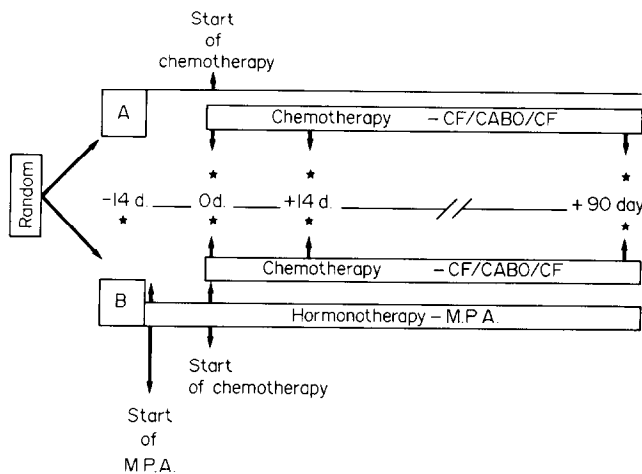 Start
of
chemotherapy
A
Chemotherapy – CF/CABO/CF
Random
–14 d. 0d. +14 d. + 90 day
Chemotherapy –CF/CABO/CF
B
Hormonotherapy – M.P.A.
Start
of chemotherapy
Start
of
M.P.A.